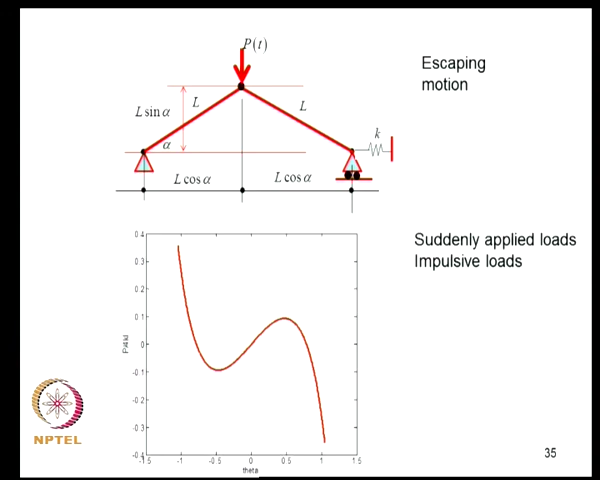 P(t)
Escaping
motion
L sin α
L
L
α
k
L cos α
L cos α
Suddenly applied loads
Impulsive loads
0.4
0.3
0.2
0.1
0
-0.1
-0.2
-0.3
-0.4
-1.5
-1
-0.5
0
0.5
1
1.5
theta
NPTEL
35